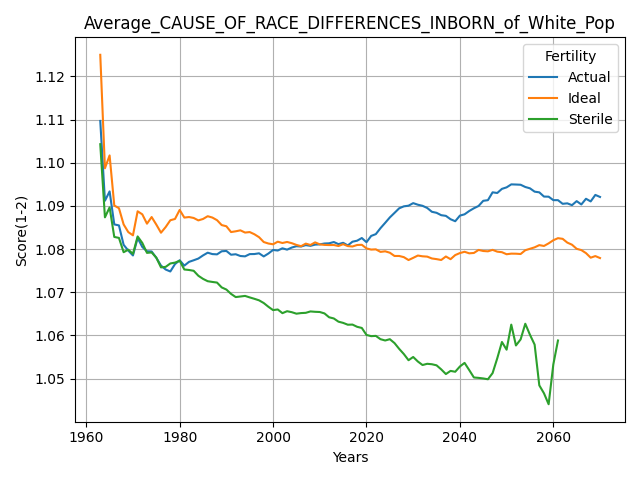 Average_CAUSE_OF_RACE_DIFFERENCES_INBORN_of_White_Pop
Fertility
Actual
Ideal
Sterile
Score(1-2)
1.12
1.11
1.10
1.09
1.08
1.07
1.06
1.05
1960
1980
2000
2020
2040
2060
Years